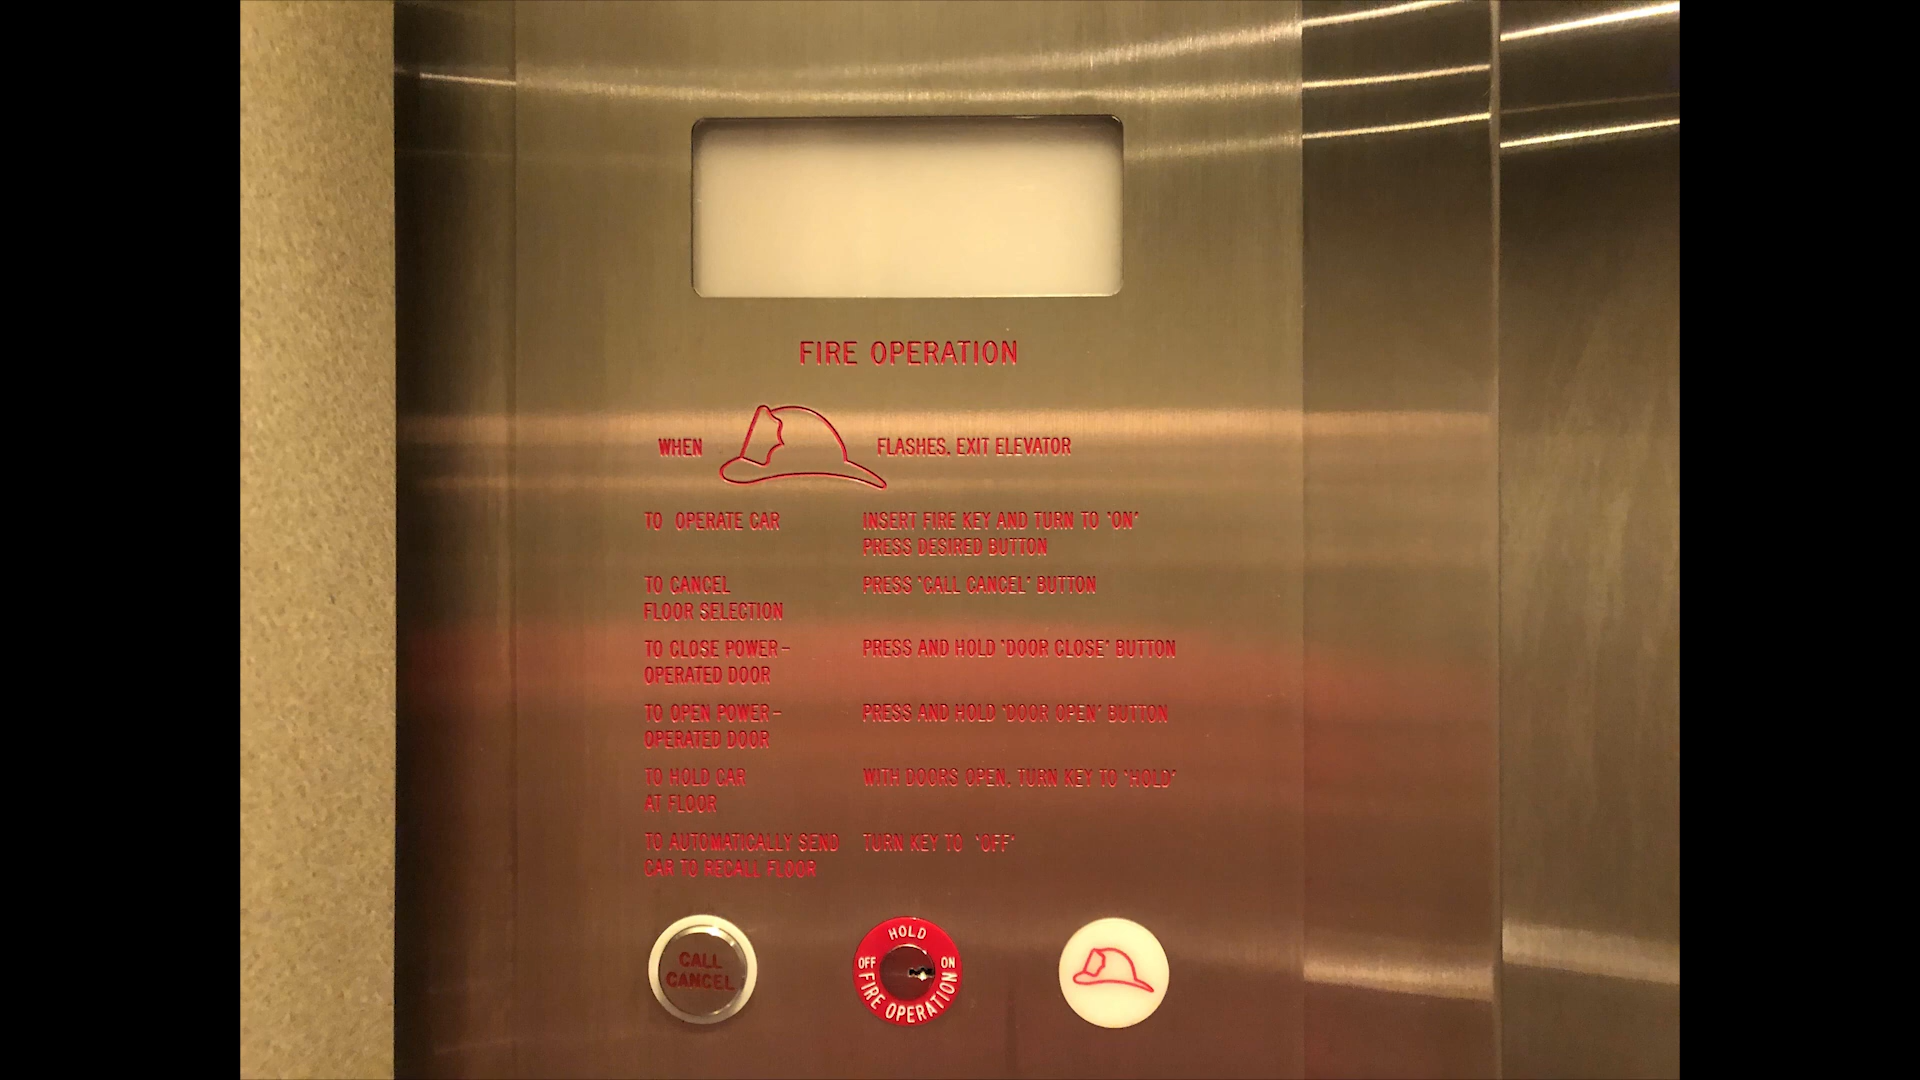 FIRE OPERATION
WHEN FLASHES, EXIT ELEVATOR
TO OPERATE CAR INSERT FIRE KEY AND TURN TO 'ON'
PRESS DESIRED BUTTON
TO CANCEL PRESS 'CALL CANCEL' BUTTON
FLOOR SELECTION
TO CLOSE POWER- PRESS AND HOLD 'DOOR CLOSE' BUTTON
OPERATED DOOR
TO OPEN POWER- PRESS AND HOLD 'DOOR OPEN' BUTTON
OPERATED DOOR
TO HOLD CAR WITH DOORS OPEN, TURN KEY TO 'HOLD'
AT FLOOR
TO AUTOMATICALLY SEND TURN KEY TO 'OFF'
CAR TO RECALL FLOOR
CALL
CANCEL
HOLD
OFF ON
FIRE OPERATION